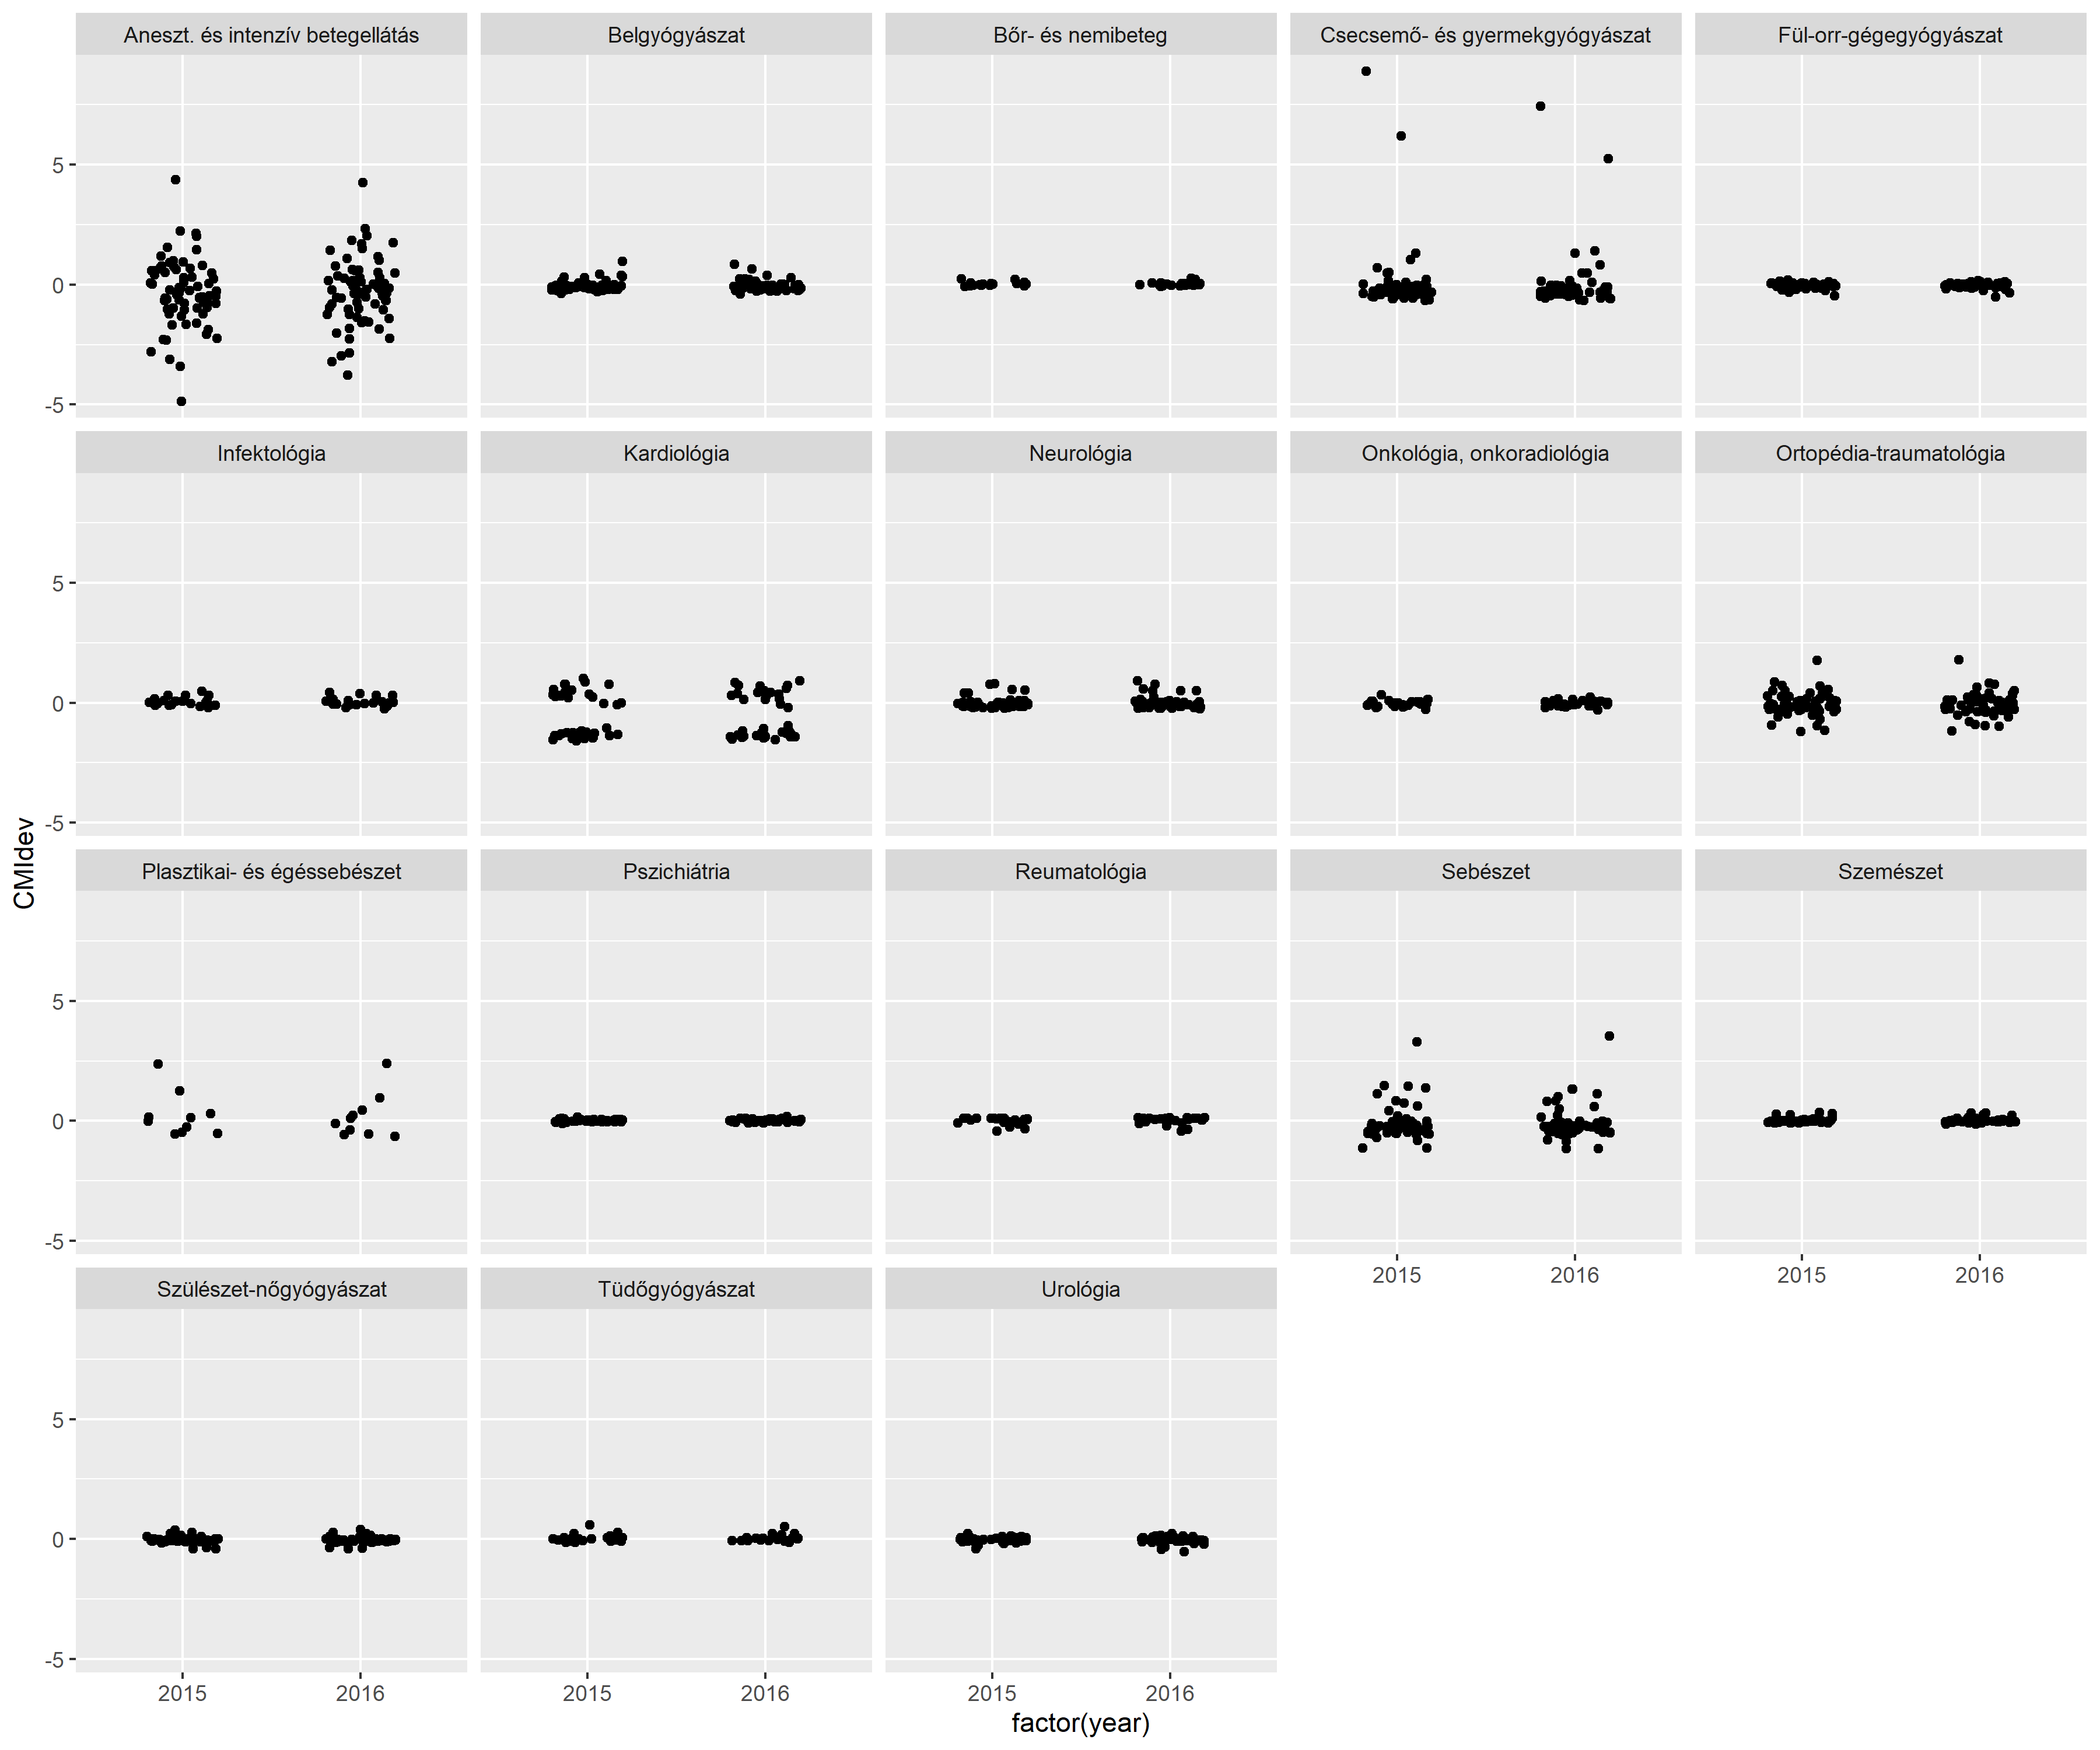 Aneszt. és intenzív betegellátás
Belgyógyászat
Bőr- és nemibeteg
Csecsemő- és gyermekgyógyászat
Fül-orr-gégegyógyászat
5
0
-5
Infektológia
Kardiológia
Neurológia
Onkológia, onkoradiológia
Ortopédia-traumatológia
5
0
-5
CMIdev
Plasztikai- és égéssebészet
Pszichiátria
Reumatológia
Sebészet
Szemészet
5
0
-5
2015 2016
2015 2016
Szülészet-nőgyógyászat
Tüdőgyógyászat
Urológia
5
0
-5
2015 2016
2015 2016
2015 2016
factor(year)